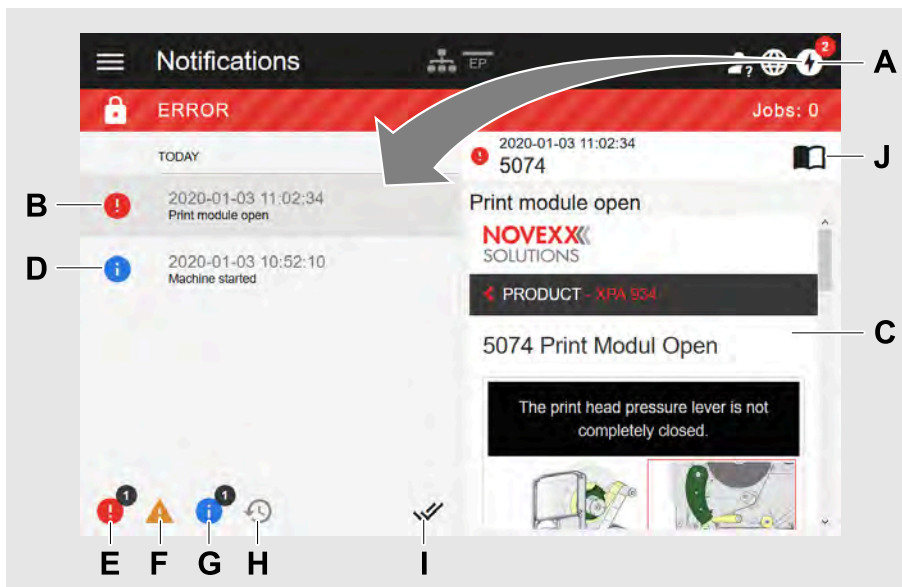 Notifications
EP
?
2
A
ERROR
Jobs: 0
TODAY
2020-01-03 11:02:34
5074
J
B
2020-01-03 11:02:34
Print module open
Print module open
NOVEXX
SOLUTIONS
D
2020-01-03 10:52:10
Machine started
PRODUCT - XPA 934
5074 Print Modul Open
C
The print head pressure lever is not
completely closed.
1
1
E
F
G
H
I